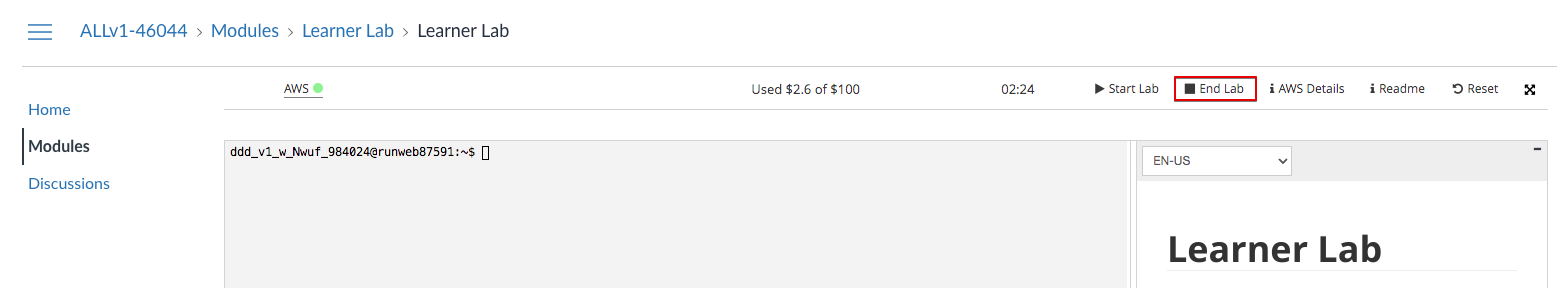 ALLv1-46044 › Modules › Learner Lab › Learner Lab
AWS Used $2.6 of $100 02:24 Start Lab End Lab AWS Details Readme Reset
Home
Modules
Discussions
ddd_v1_w_Nwuf_984024@runweb87591:~$
EN-US
Learner Lab